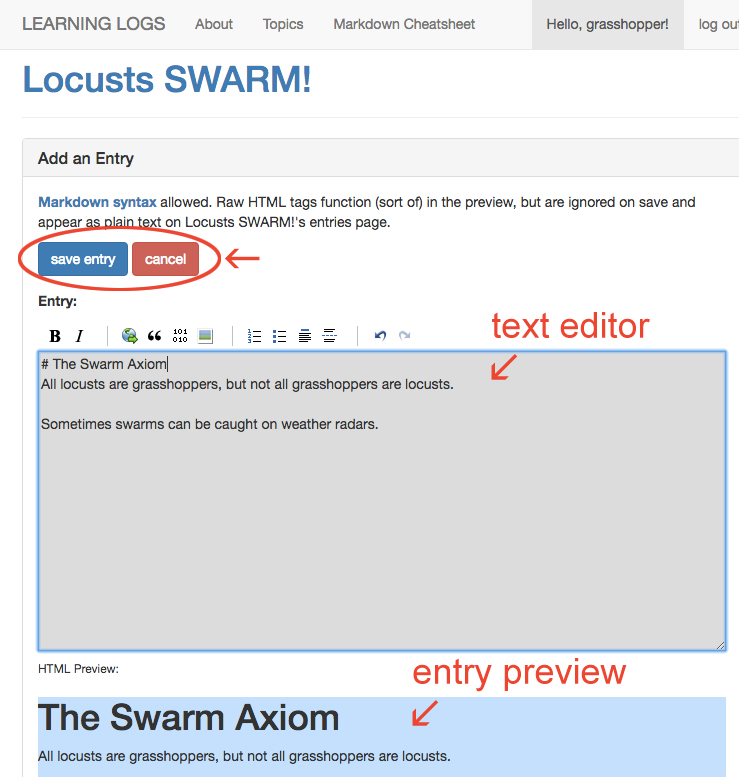 LEARNING LOGS About Topics Markdown Cheatsheet Hello, grasshopper! log out
Locusts SWARM!
Add an Entry
Markdown syntax allowed. Raw HTML tags function (sort of) in the preview, but are ignored on save and
appear as plain text on Locusts SWARM!'s entries page.
save entry cancel
Entry:
text editor
B I 101 010
# The Swarm Axiom
All locusts are grasshoppers, but not all grasshoppers are locusts.
Sometimes swarms can be caught on weather radars.
HTML Preview:
entry preview
The Swarm Axiom
All locusts are grasshoppers, but not all grasshoppers are locusts.